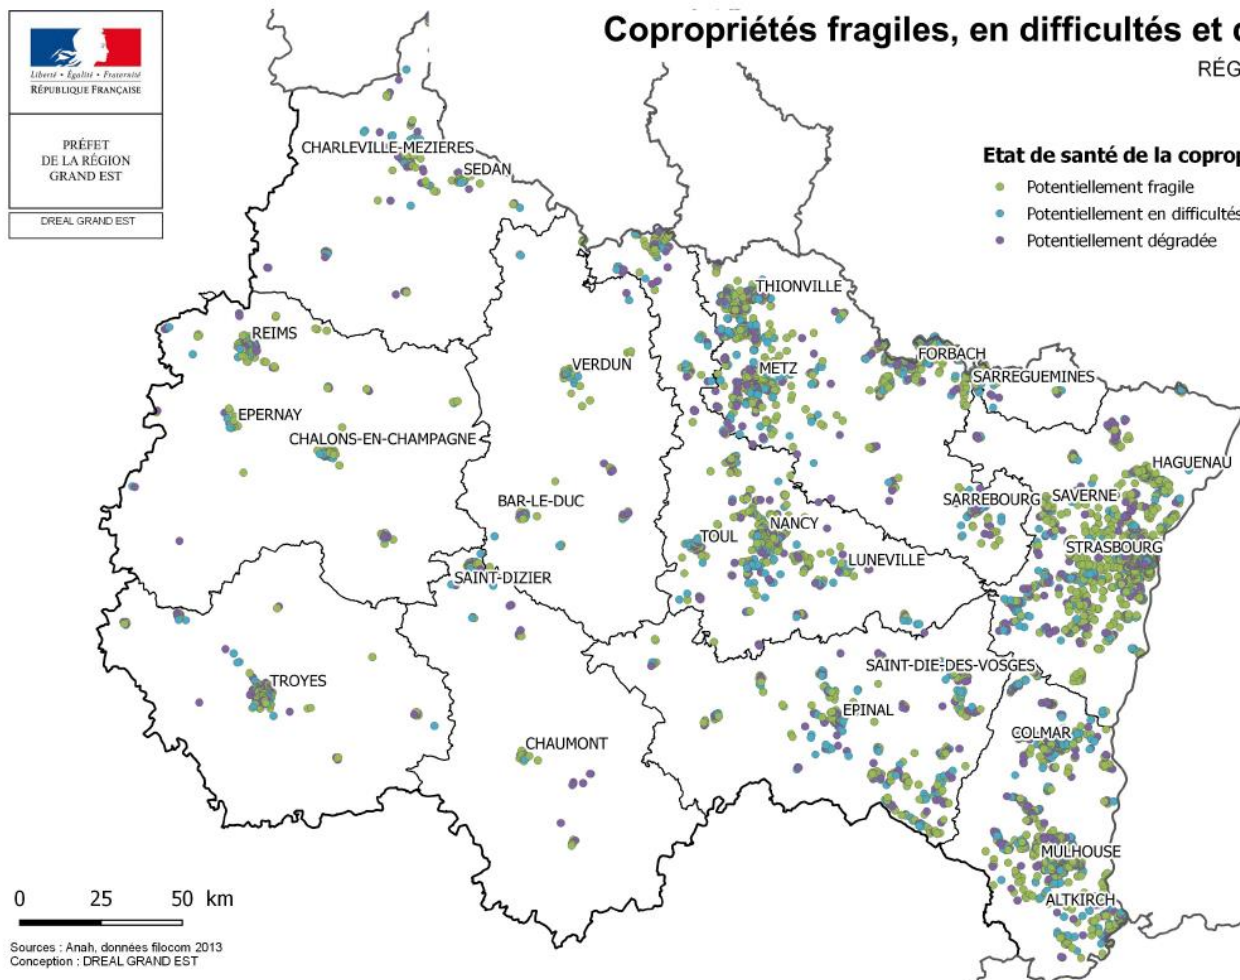 Copropriétés fragiles, en difficultés et
Liberté • Égalité • Fraternité
RÉPUBLIQUE FRANÇAISE
PRÉFET
DE LA RÉGION
GRAND EST
DREAL GRAND EST
Etat de santé de la
Potentiellement fragile
Potentiellement en difficultés
Potentiellement dégradée
CHARLEVILLE-MEZIERES
SEDAN
THIONVILLE
REIMS
FORBACH
VERDUN
METZ
SARREGUEMINES
EPERNAY
CHALONS-EN-CHAMPAGNE
HAGUENAU
BAR-LE-DUC
SARREBOURG
SAVERNE
NANCY
TOUL
STRASBOURG
LUNEVILLE
SAINT-DIZIER
SAINT-DIE-DES-VOSGES
TROYES
EPINAL
COLMAR
CHAUMONT
MULHOUSE
ALTKIRCH
0 25 50 km
Sources : Anah, données filocom 2013
Conception : DREAL GRAND EST